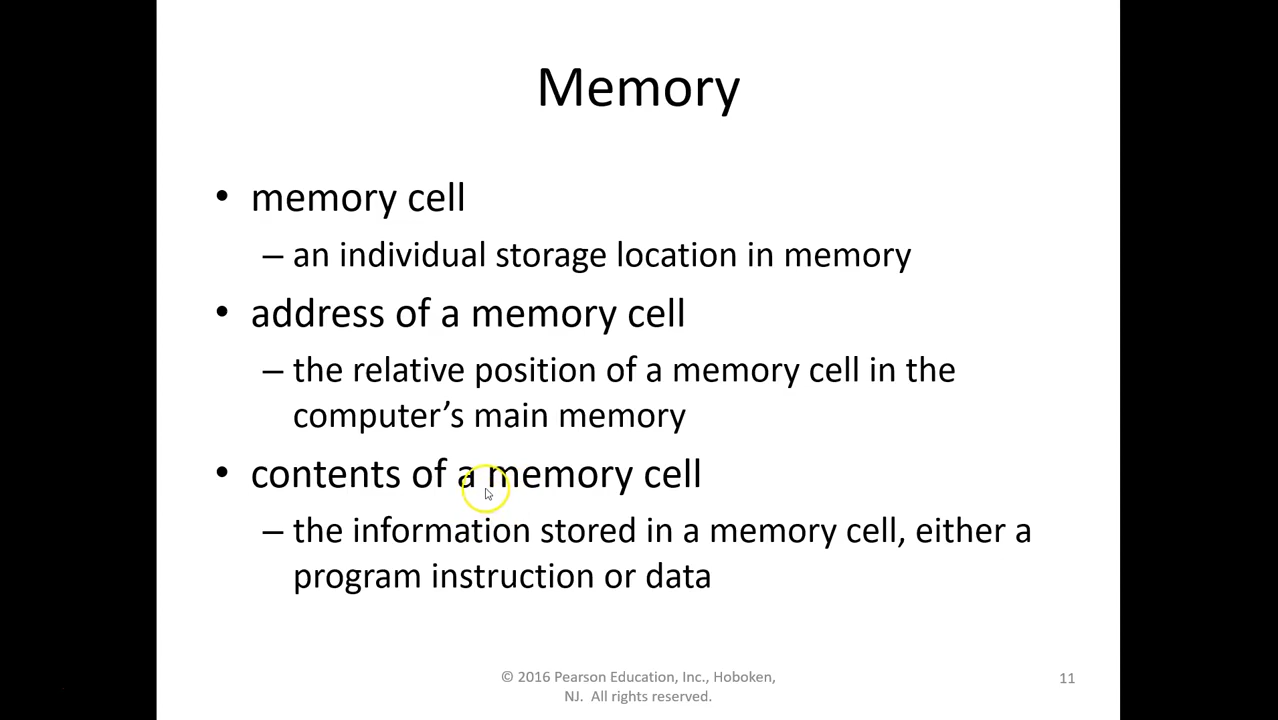 Memory
• memory cell
– an individual storage location in memory
• address of a memory cell
– the relative position of a memory cell in the
computer’s main memory
• contents of a memory cell
– the information stored in a memory cell, either a
program instruction or data
© 2016 Pearson Education, Inc., Hoboken,
NJ. All rights reserved.
11